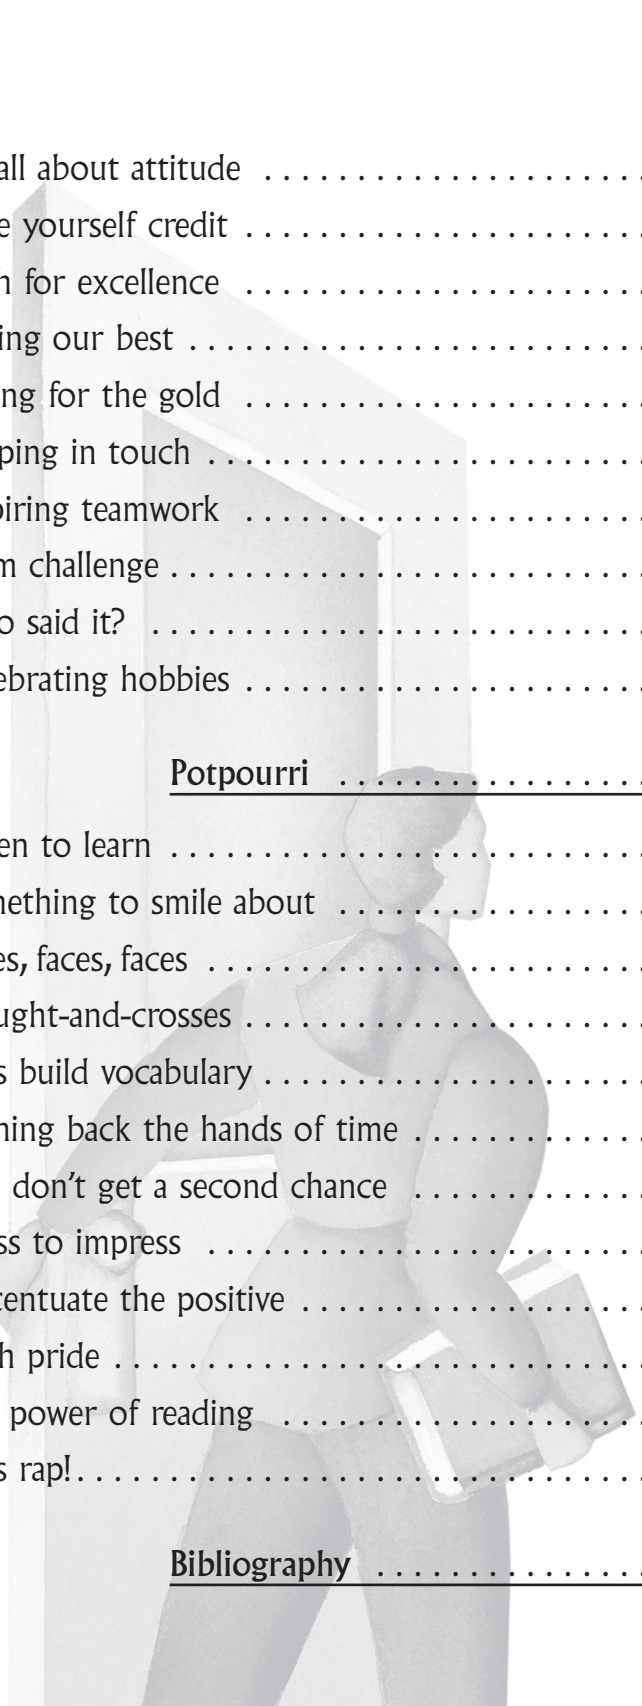 all about attitude . . . . . . . . . . . . . . . . . . . . .
e yourself credit . . . . . . . . . . . . . . . . . . . . . .
for excellence . . . . . . . . . . . . . . . . . . . . . .
ing our best . . . . . . . . . . . . . . . . . . . . . . . . .
ng for the gold . . . . . . . . . . . . . . . . . . . . . .
ping in touch . . . . . . . . . . . . . . . . . . . . . . . .
iring teamwork . . . . . . . . . . . . . . . . . . . . . .
m challenge . . . . . . . . . . . . . . . . . . . . . . . . . .
o said it? . . . . . . . . . . . . . . . . . . . . . . . . . . .
ebrating hobbies . . . . . . . . . . . . . . . . . . . . . .
Potpourri . . . . . . . . . . . . . . . . .
en to learn . . . . . . . . . . . . . . . . . . . . . . . . . .
ething to smile about . . . . . . . . . . . . . . . . .
es, faces, faces . . . . . . . . . . . . . . . . . . . . . . . .
ught-and-crosses . . . . . . . . . . . . . . . . . . . . . .
s build vocabulary . . . . . . . . . . . . . . . . . . . . .
ning back the hands of time . . . . . . . . . . . . .
don't get a second chance . . . . . . . . . . . . .
ss to impress . . . . . . . . . . . . . . . . . . . . . . . .
centuate the positive . . . . . . . . . . . . . . . . . . .
h pride . . . . . . . . . . . . . . . . . . . . . . . . . . . . .
power of reading . . . . . . . . . . . . . . . . . . . .
s rap! . . . . . . . . . . . . . . . . . . . . . . . . . . . . . . .
Bibliography . . . . . . . . . . . . . . .